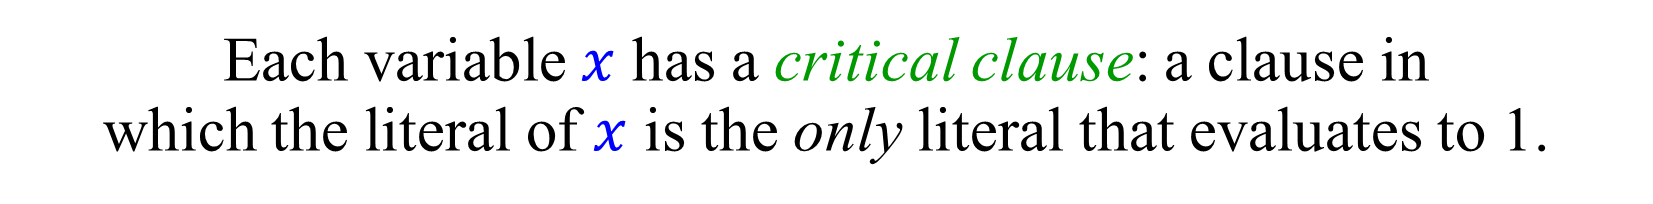 Each variable x has a critical clause: a clause in
which the literal of x is the only literal that evaluates to 1.